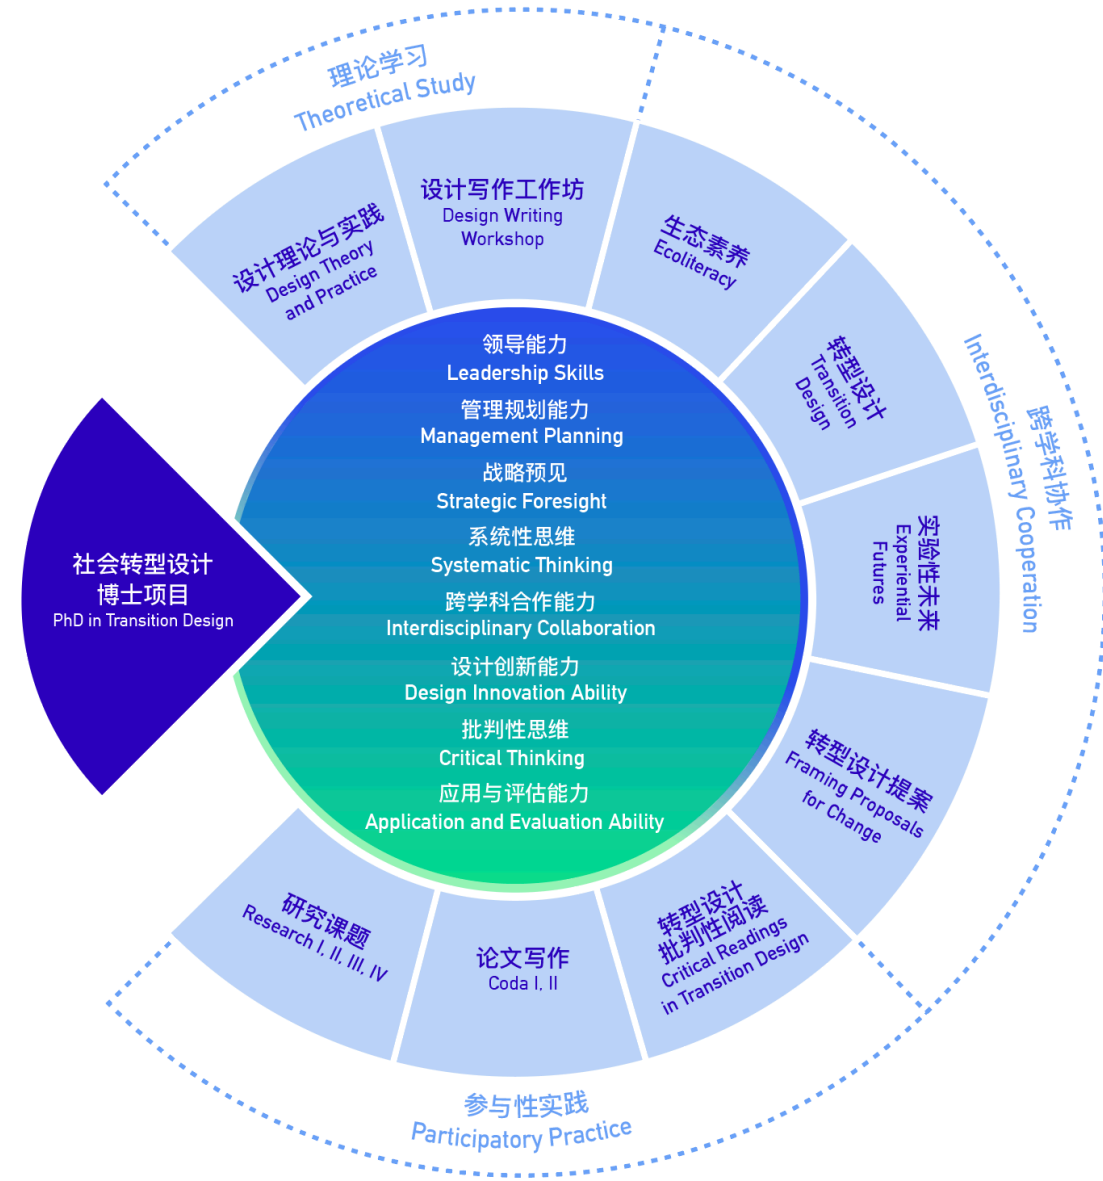 理论学习
Theoretical Study
设计理论与实践
Design Theory
and Practice
设计写作工作坊
Design Writing
Workshop
生态素养
Ecoliteracy
转型设计
Transition
Design
跨学科协作
Interdisciplinary Cooperation
实验性未来
Experiential
Futures
转型设计提案
Framing Proposals
for Change
转型设计
批判性阅读
Critical Readings
in Transition Design
论文写作
Coda I, II
研究课题
Research I, II, III, IV
参与性实践
Participatory Practice
社会转型设计
博士项目
PhD in Transition Design
领导能力
Leadership Skills
管理规划能力
Management Planning
战略预见
Strategic Foresight
系统性思维
Systematic Thinking
跨学科合作能力
Interdisciplinary Collaboration
设计创新能力
Design Innovation Ability
批判性思维
Critical Thinking
应用与评估能力
Application and Evaluation Ability